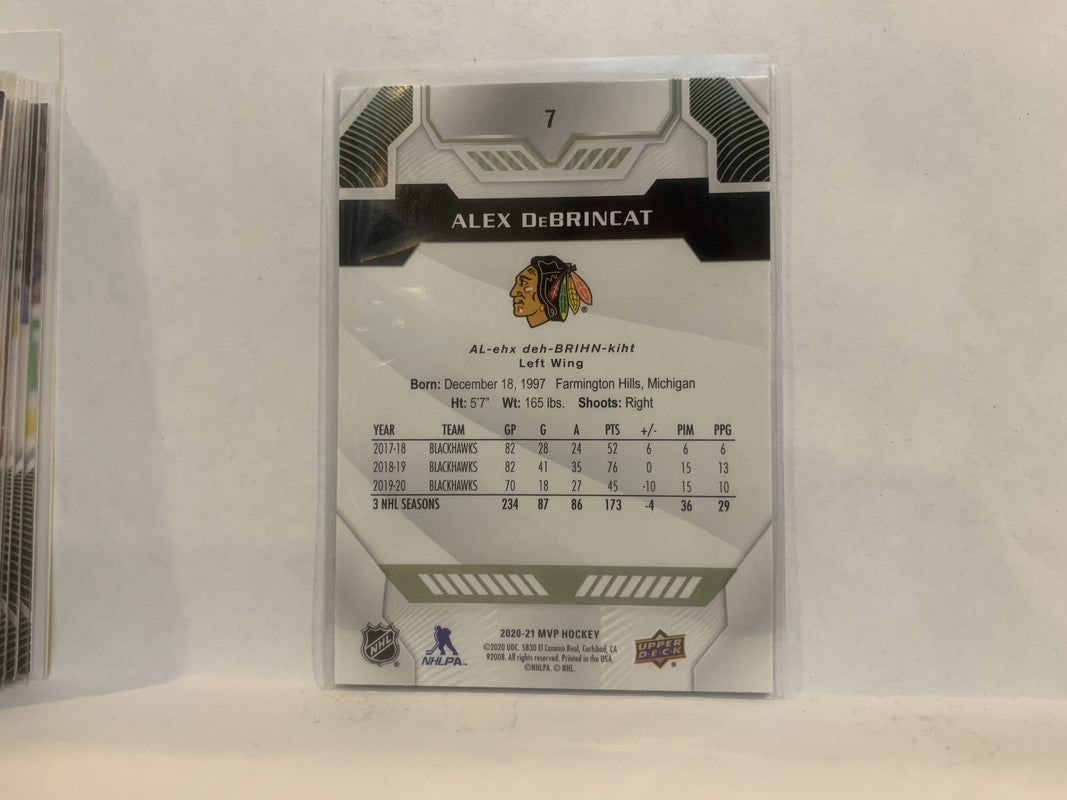 7
ALEX DeBRINCAT
®
AL-ehx deh-BRIHN-kiht
Left Wing
Born: December 18, 1997 Farmington Hills, Michigan
Ht: 5'7" Wt: 165 lbs. Shoots: Right
YEAR TEAM GP G A PTS +/- PIM PPG
2017-18 BLACKHAWKS 82 28 24 52 6 6 6
2018-19 BLACKHAWKS 82 41 35 76 0 15 13
2019-20 BLACKHAWKS 70 18 27 45 -10 15 10
3 NHL SEASONS 234 87 86 173 -4 36 29
NHL ®
NHLPA™
2020-21 MVP HOCKEY
©2020 UDC. 5830 El Camino Real, Carlsbad, CA
92008. All rights reserved. Printed in the USA.
©NHLPA. © NHL.
UPPER
DECK ®